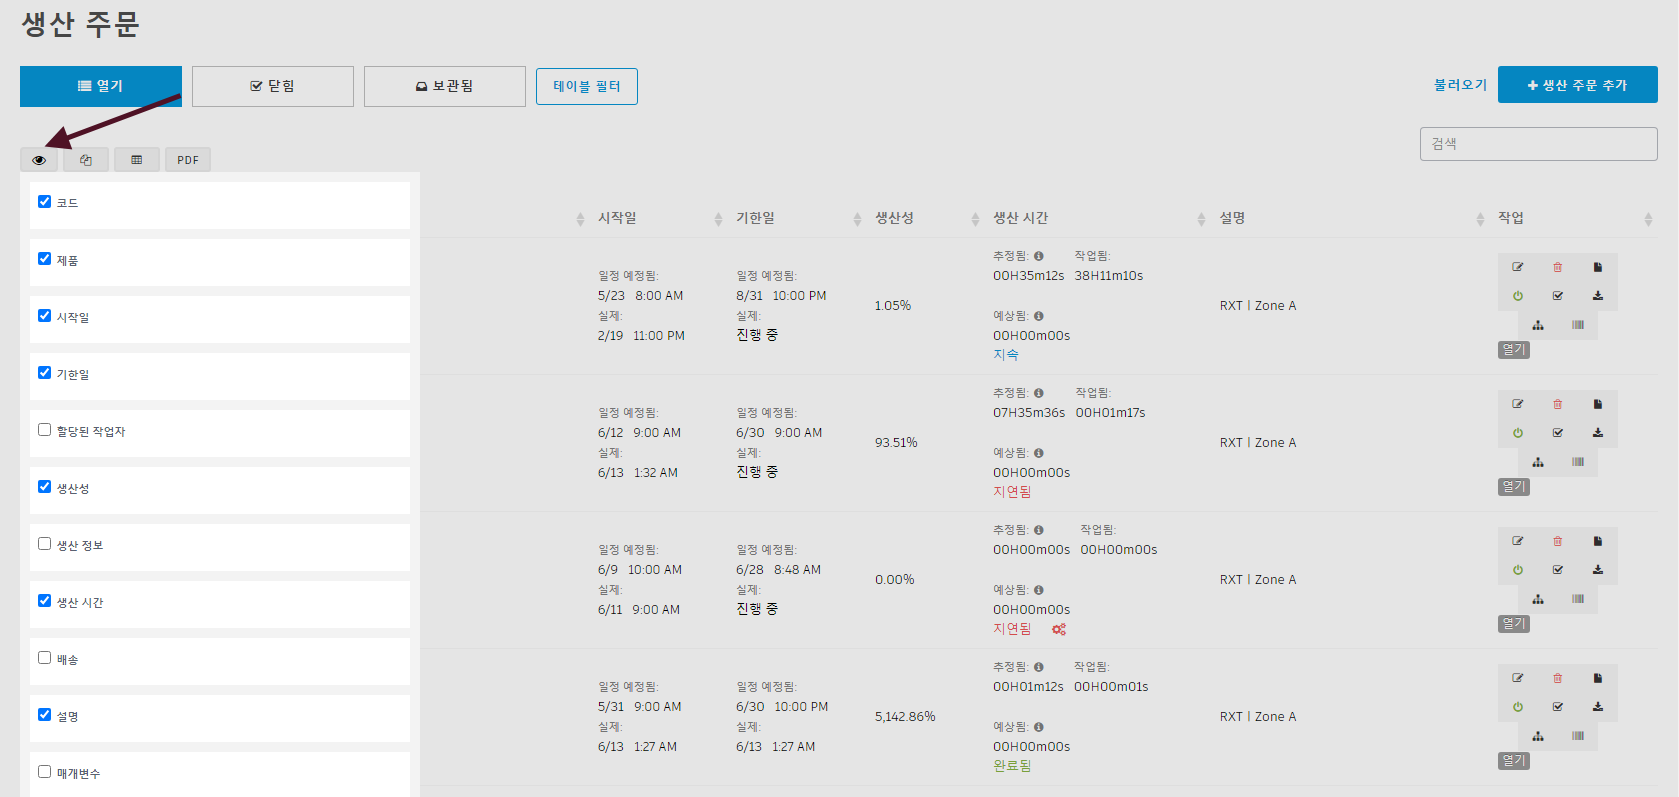 생산 주문
열기
닫힘
보관됨
테이블 필터
불러오기
생산 주문 추가
검색
PDF
코드
제품
시작일
기한일
할당된 작업자
생산성
생산 정보
생산 시간
배송
설명
매개변수
시작일 기한일 생산성 생산 시간 설명 작업
일정 예정됨:
5/23 8:00 AM
실제:
2/19 11:00 PM
일정 예정됨:
8/31 10:00 PM
실제:
진행 중
1.05%
추정됨: 작업됨:
00H35m12s 38H11m10s
예상됨:
00H00m00s
지속
RXT | Zone A
열기
일정 예정됨:
6/12 9:00 AM
실제:
6/13 1:32 AM
일정 예정됨:
6/30 9:00 AM
실제:
진행 중
93.51%
추정됨: 작업됨:
07H35m36s 00H01m17s
예상됨:
00H00m00s
지연됨
RXT | Zone A
열기
일정 예정됨:
6/9 10:00 AM
실제:
6/11 9:00 AM
일정 예정됨:
6/28 8:48 AM
실제:
진행 중
0.00%
추정됨: 작업됨:
00H00m00s 00H00m00s
예상됨:
00H00m00s
지연됨
RXT | Zone A
열기
일정 예정됨:
5/31 9:00 AM
실제:
6/13 1:27 AM
일정 예정됨:
6/30 10:00 PM
실제:
6/13 1:27 AM
5,142.86%
추정됨: 작업됨:
00H01m12s 00H00m01s
예상됨:
00H00m00s
완료됨
RXT | Zone A
열기